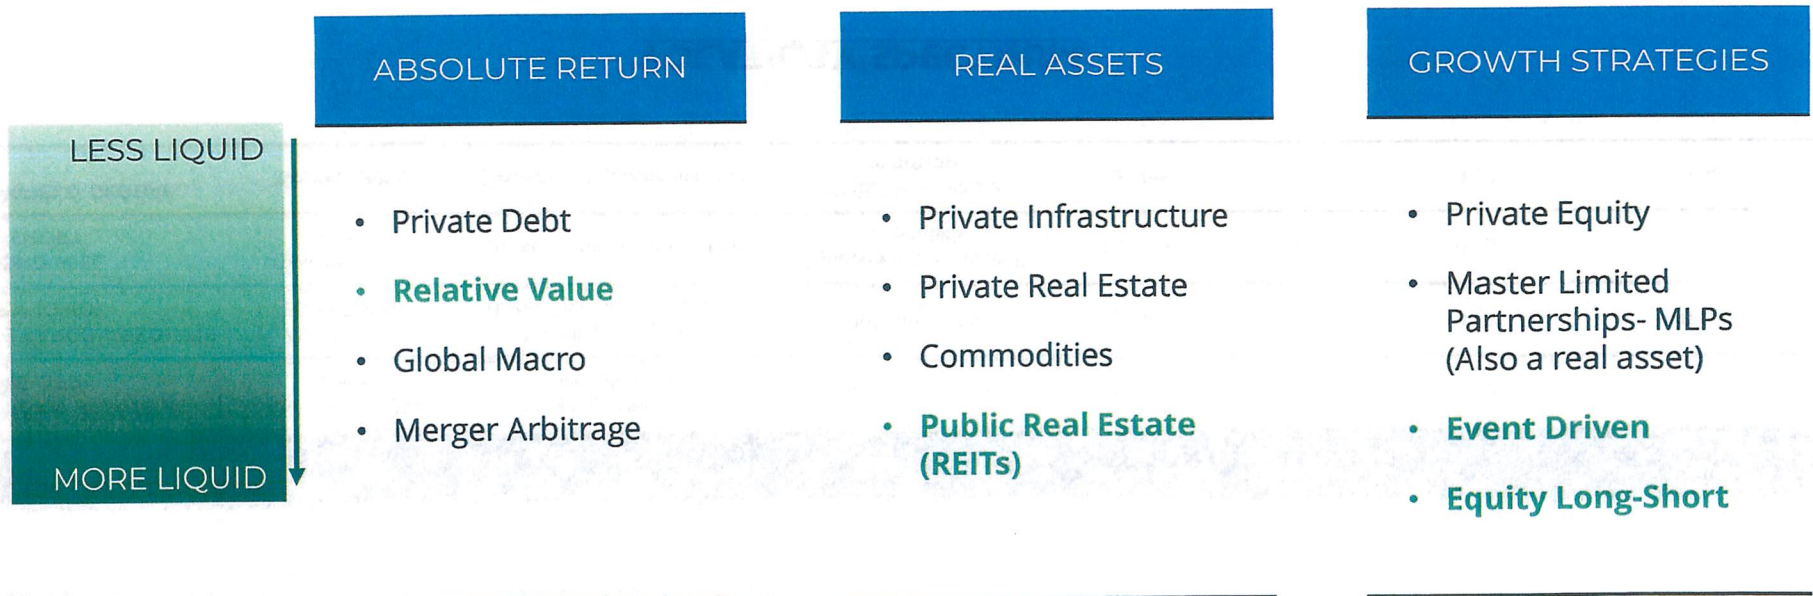 ABSOLUTE RETURN
REAL ASSETS
GROWTH STRATEGIES
LESS LIQUID
MORE LIQUID
• Private Debt
• Relative Value
• Global Macro
• Merger Arbitrage
• Private Infrastructure
• Private Real Estate
• Commodities
• Public Real Estate
(REITs)
• Private Equity
• Master Limited
Partnerships- MLPs
(Also a real asset)
• Event Driven
• Equity Long-Short